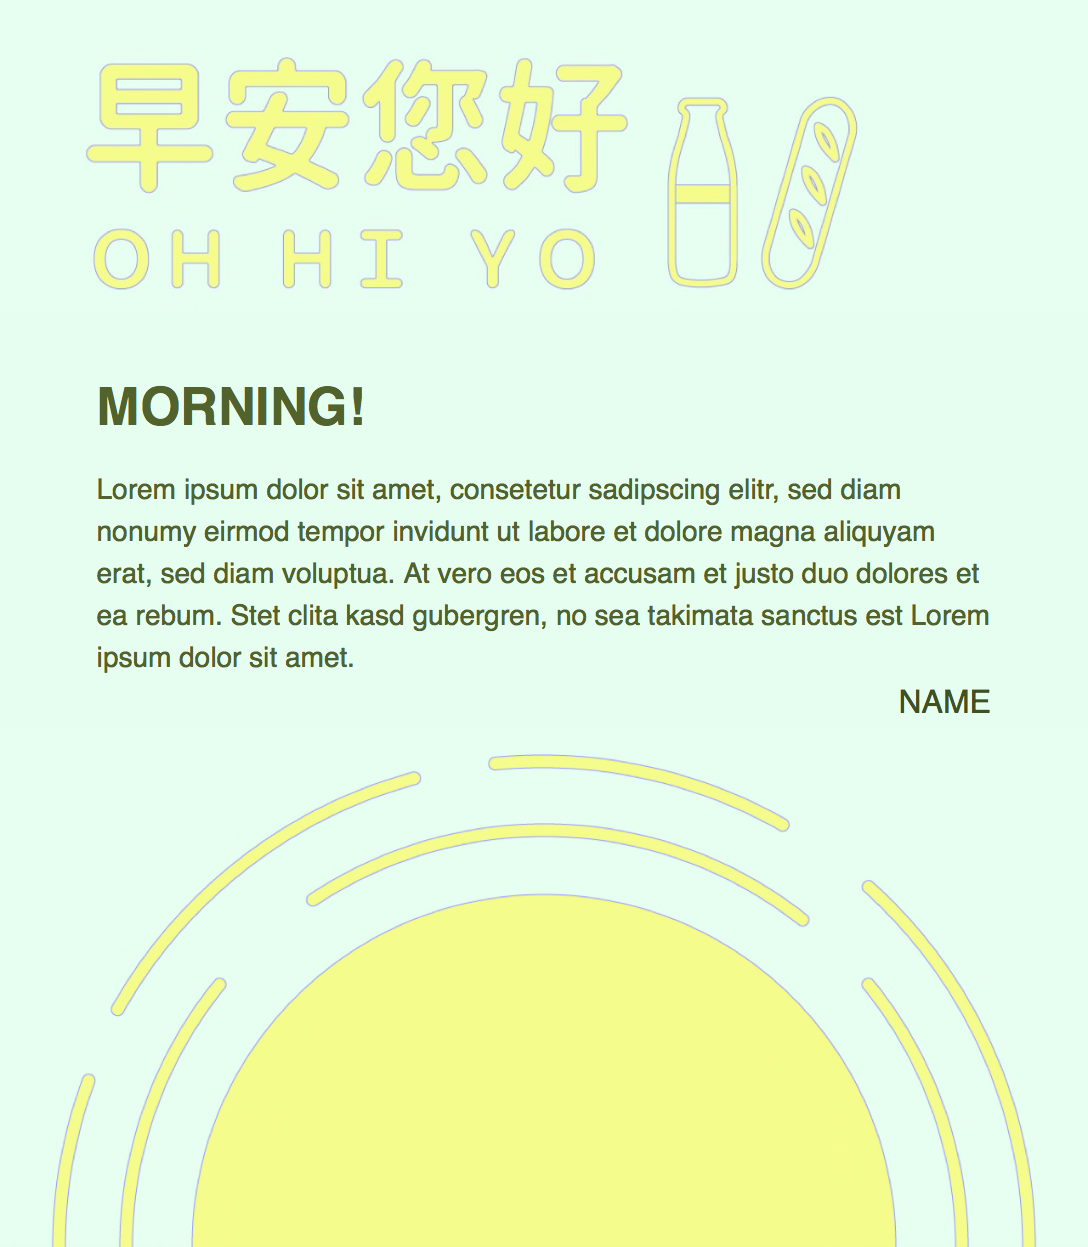 早安您好
OH HI YO
MORNING!
Lorem ipsum dolor sit amet, consetetur sadipscing elitr, sed diam
nonumy eirmod tempor invidunt ut labore et dolore magna aliquyam
erat, sed diam voluptua. At vero eos et accusam et justo duo dolores et
ea rebum. Stet clita kasd gubergren, no sea takimata sanctus est Lorem
ipsum dolor sit amet.
NAME